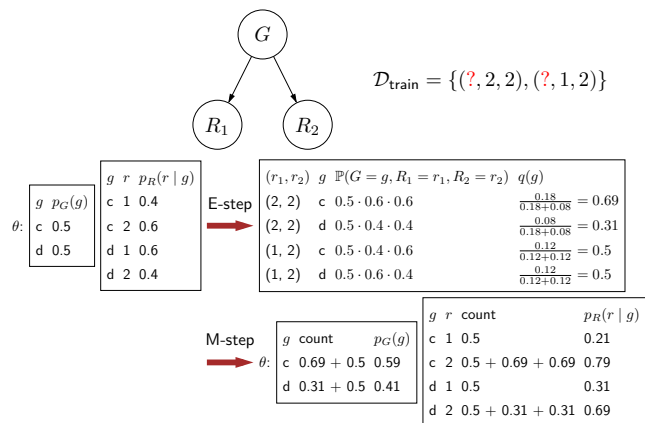 G
R₁ R₂
𝒟train = {(?, 2, 2), (?, 1, 2)}
θ:
g pG(g)
c 0.5
d 0.5
g r pR(r | g)
c 1 0.4
c 2 0.6
d 1 0.6
d 2 0.4
E-step
(r₁, r₂) g ℙ(G = g, R₁ = r₁, R₂ = r₂) q(g)
(2, 2) c 0.5 · 0.6 · 0.6 0.18/(0.18+0.08) = 0.69
(2, 2) d 0.5 · 0.4 · 0.4 0.08/(0.18+0.08) = 0.31
(1, 2) c 0.5 · 0.4 · 0.6 0.12/(0.12+0.12) = 0.5
(1, 2) d 0.5 · 0.6 · 0.4 0.12/(0.12+0.12) = 0.5
M-step
θ:
g count pG(g)
c 0.69 + 0.5 0.59
d 0.31 + 0.5 0.41
g r count pR(r | g)
c 1 0.5 0.21
c 2 0.5 + 0.69 + 0.69 0.79
d 1 0.5 0.31
d 2 0.5 + 0.31 + 0.31 0.69